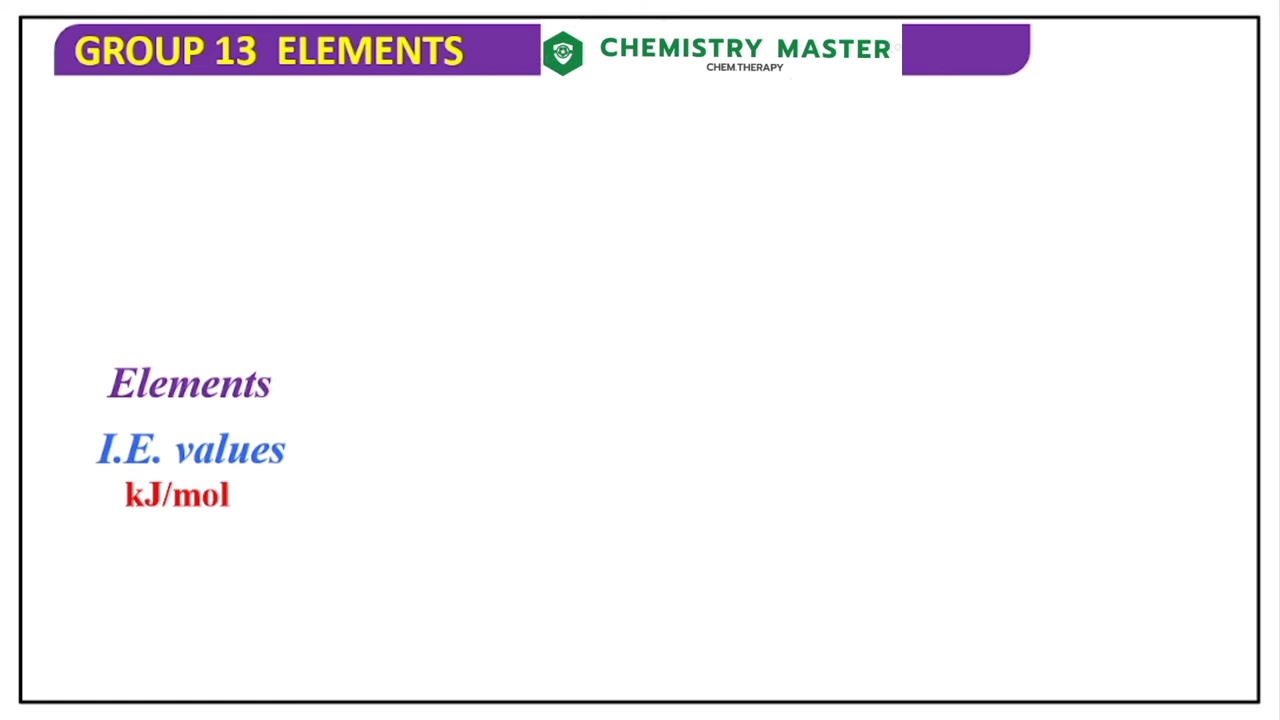 GROUP 13 ELEMENTS
CHEMISTRY MASTER
CHEM.THERAPY
Elements
I.E. values
kJ/mol